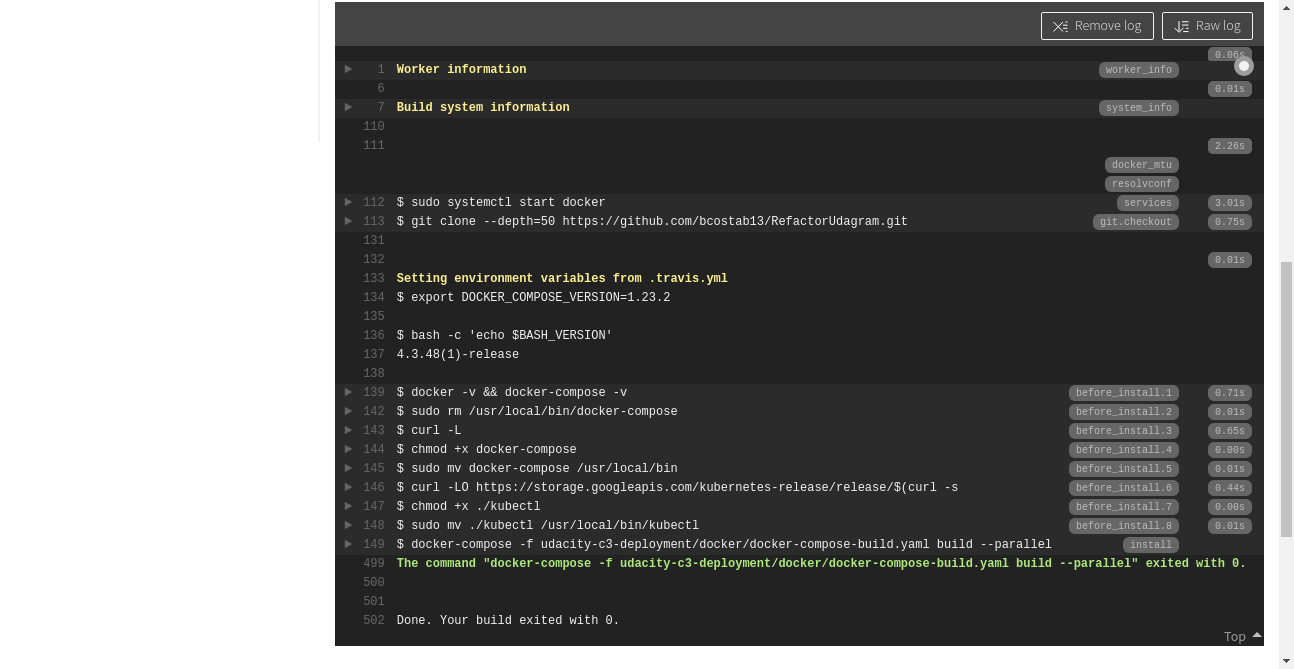 Remove log Raw log
0.06s
1 Worker information worker_info
6 0.01s
7 Build system information system_info
110
111 2.26s
docker_mtu
resolvconf
112 $ sudo systemctl start docker services 3.01s
113 $ git clone --depth=50 https://github.com/bcostab13/RefactorUdagram.git git.checkout 0.75s
131
132 0.01s
133 Setting environment variables from .travis.yml
134 $ export DOCKER_COMPOSE_VERSION=1.23.2
135
136 $ bash -c 'echo $BASH_VERSION'
137 4.3.48(1)-release
138
139 $ docker -v && docker-compose -v before_install.1 0.71s
142 $ sudo rm /usr/local/bin/docker-compose before_install.2 0.01s
143 $ curl -L before_install.3 0.65s
144 $ chmod +x docker-compose before_install.4 0.00s
145 $ sudo mv docker-compose /usr/local/bin before_install.5 0.01s
146 $ curl -LO https://storage.googleapis.com/kubernetes-release/release/$(curl -s before_install.6 0.44s
147 $ chmod +x ./kubectl before_install.7 0.00s
148 $ sudo mv ./kubectl /usr/local/bin/kubectl before_install.8 0.01s
149 $ docker-compose -f udacity-c3-deployment/docker/docker-compose-build.yaml build --parallel install
499 The command "docker-compose -f udacity-c3-deployment/docker/docker-compose-build.yaml build --parallel" exited with 0.
500
501
502 Done. Your build exited with 0.
Top